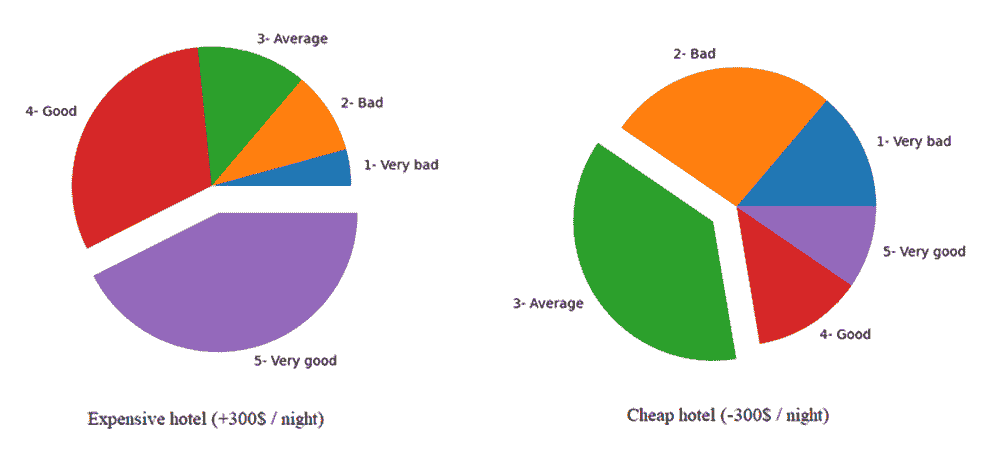 3- Average
4- Good
2- Bad
1- Very bad
5- Very good
Expensive hotel (+300$ / night)
2- Bad
1- Very bad
5- Very good
3- Average
4- Good
Cheap hotel (-300$ / night)